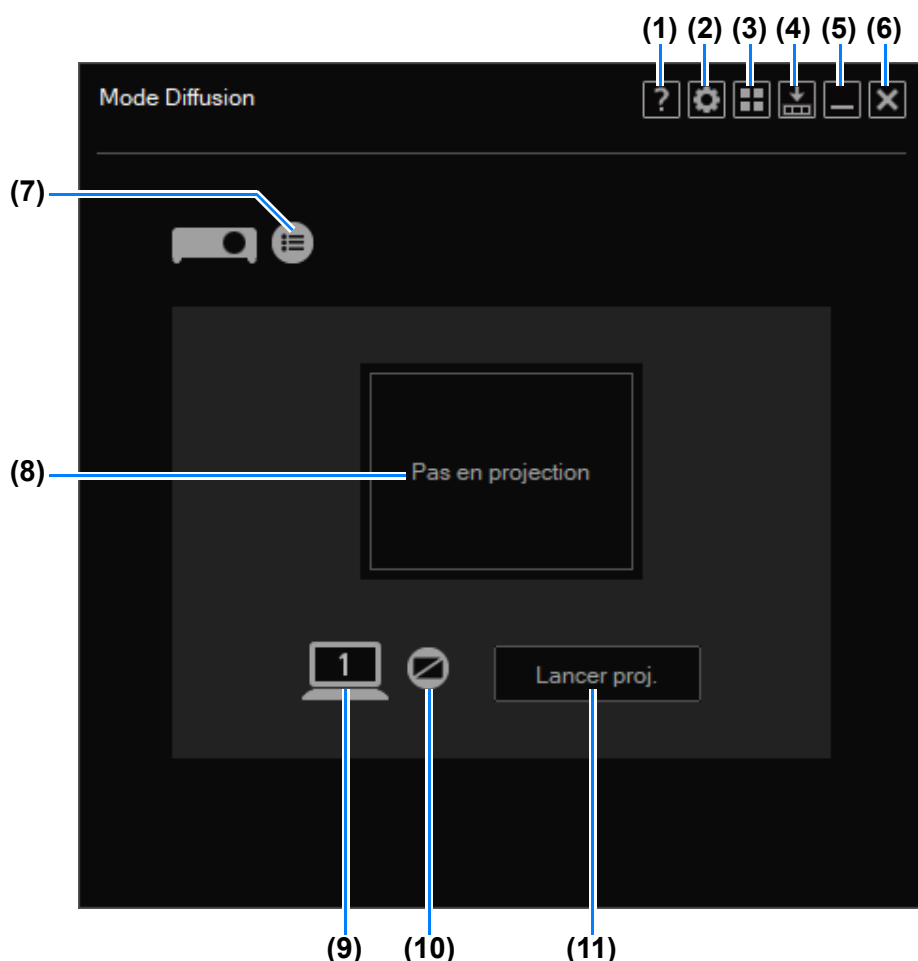 (1) (2) (3) (4) (5) (6)
Mode Diffusion
?
(7)
Pas en projection
(8)
1
Lancer proj.
(9) (10) (11)